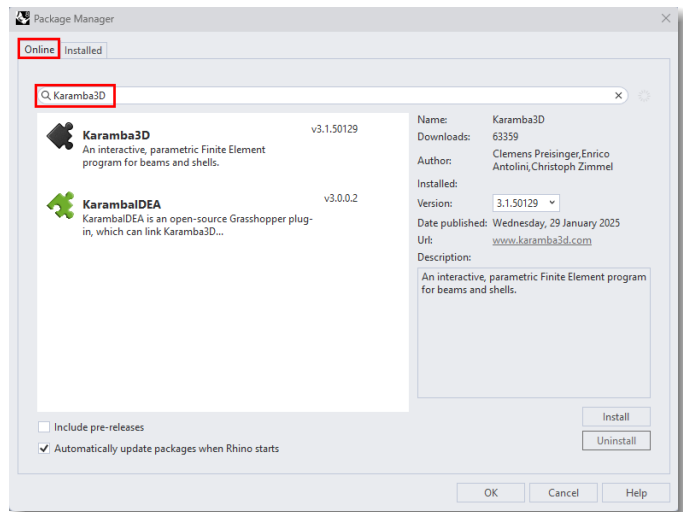 Package Manager
Online Installed
Karamba3D
Karamba3D v3.1.50129
An interactive, parametric Finite Element
program for beams and shells.
KarambaIDEA v3.0.0.2
KarambaIDEA is an open-source Grasshopper plug-
in, which can link Karamba3D...
Name: Karamba3D
Downloads: 63359
Author: Clemens Preisinger,Enrico
Antolini,Christoph Zimmel
Installed:
Version: 3.1.50129
Date published: Wednesday, 29 January 2025
Url: www.karamba3d.com
Description:
An interactive, parametric Finite Element program
for beams and shells.
Include pre-releases
Automatically update packages when Rhino starts
Install
Uninstall
OK Cancel Help